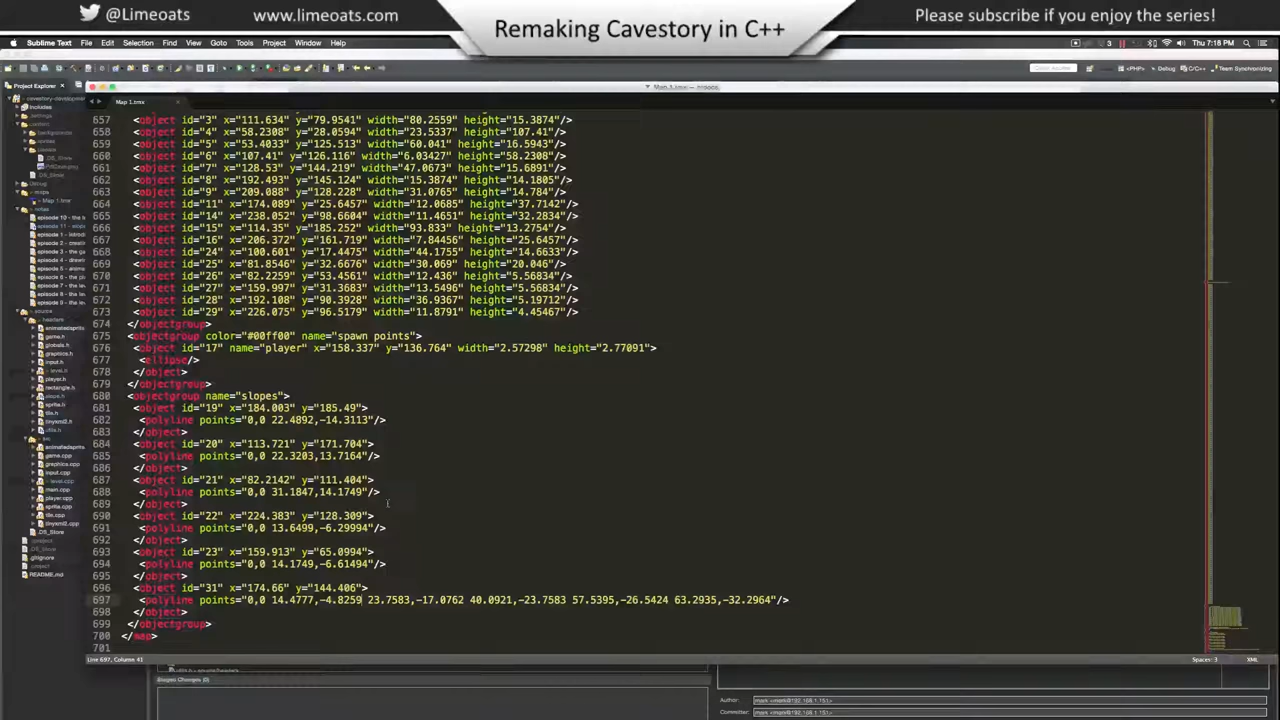 @Limeoats
www.limeoats.com
Remaking Cavestory in C++
Please subscribe if you enjoy the series!
Sublime Text File Edit Selection Find View Goto Tools Project Window Help
3
Thu 7:18 PM
<PHP>
Debug
C/C++
Team Synchronizing
Project Explorer
Map 1.tmx
657 <object id="3" x="111.634" y="79.9541" width="80.2559" height="15.3874"/>
658 <object id="4" x="58.2308" y="28.0594" width="23.5337" height="107.41"/>
659 <object id="5" x="53.4033" y="125.513" width="60.041" height="16.5943"/>
660 <object id="6" x="107.41" y="126.116" width="6.03427" height="58.2308"/>
661 <object id="7" x="128.53" y="144.219" width="47.0673" height="15.6891"/>
662 <object id="8" x="192.493" y="145.124" width="15.3874" height="14.1805"/>
663 <object id="9" x="209.088" y="128.228" width="31.0765" height="14.784"/>
664 <object id="11" x="174.089" y="25.6457" width="12.0685" height="37.7142"/>
665 <object id="14" x="238.052" y="98.6604" width="11.4651" height="32.2834"/>
666 <object id="15" x="114.35" y="185.252" width="93.833" height="13.2754"/>
667 <object id="16" x="206.372" y="161.719" width="7.84456" height="25.6457"/>
668 <object id="24" x="100.601" y="17.4475" width="44.1755" height="14.6633"/>
669 <object id="25" x="81.8546" y="32.6676" width="30.069" height="20.046"/>
670 <object id="26" x="82.2259" y="53.4561" width="12.436" height="5.56834"/>
671 <object id="27" x="159.997" y="31.3683" width="13.5496" height="5.56834"/>
672 <object id="28" x="192.108" y="90.3928" width="36.9367" height="5.19712"/>
673 <object id="29" x="226.075" y="96.5179" width="11.8791" height="4.45467"/>
674 </objectgroup>
675 <objectgroup color="#00ff00" name="spawn points">
676 <object id="17" name="player" x="158.337" y="136.764" width="2.57298" height="2.77091">
677 <ellipse/>
678 </object>
679 </objectgroup>
680 <objectgroup name="slopes">
681 <object id="19" x="184.003" y="185.49">
682 <polyline points="0,0 22.4892,-14.3113"/>
683 </object>
684 <object id="20" x="113.721" y="171.704">
685 <polyline points="0,0 22.3203,13.7164"/>
686 </object>
687 <object id="21" x="82.2142" y="111.404">
688 <polyline points="0,0 31.1847,14.1749"/>
689 </object>
690 <object id="22" x="224.383" y="128.309">
691 <polyline points="0,0 13.6499,-6.29994"/>
692 </object>
693 <object id="23" x="159.913" y="65.0994">
694 <polyline points="0,0 14.1749,-6.61494"/>
695 </object>
696 <object id="31" x="174.66" y="144.406">
697 <polyline points="0,0 14.4777,-4.8259 23.7583,-17.0762 40.0921,-23.7583 57.5395,-26.5424 63.2935,-32.2964"/>
698 </object>
699 </objectgroup>
700 </map>
701
Line 697, Column 41
Spaces: 3
XML
Author:
Committer:
README.md